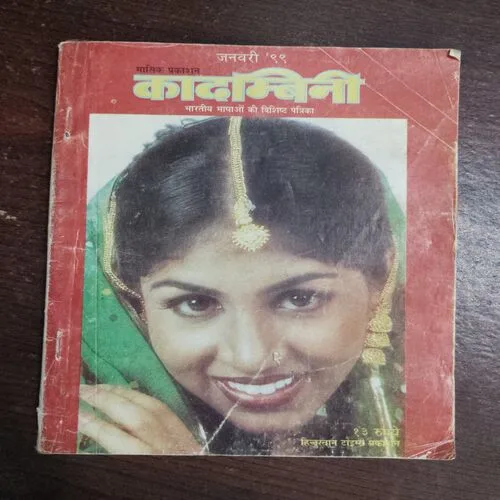 जनवरी '९९
मासिक प्रकाशन
कादम्बिनी
भारतीय भाषाओं की विशिष्ट पत्रिका
१३ रुपये
हिन्दुस्तान टाइम्स प्रकाशन